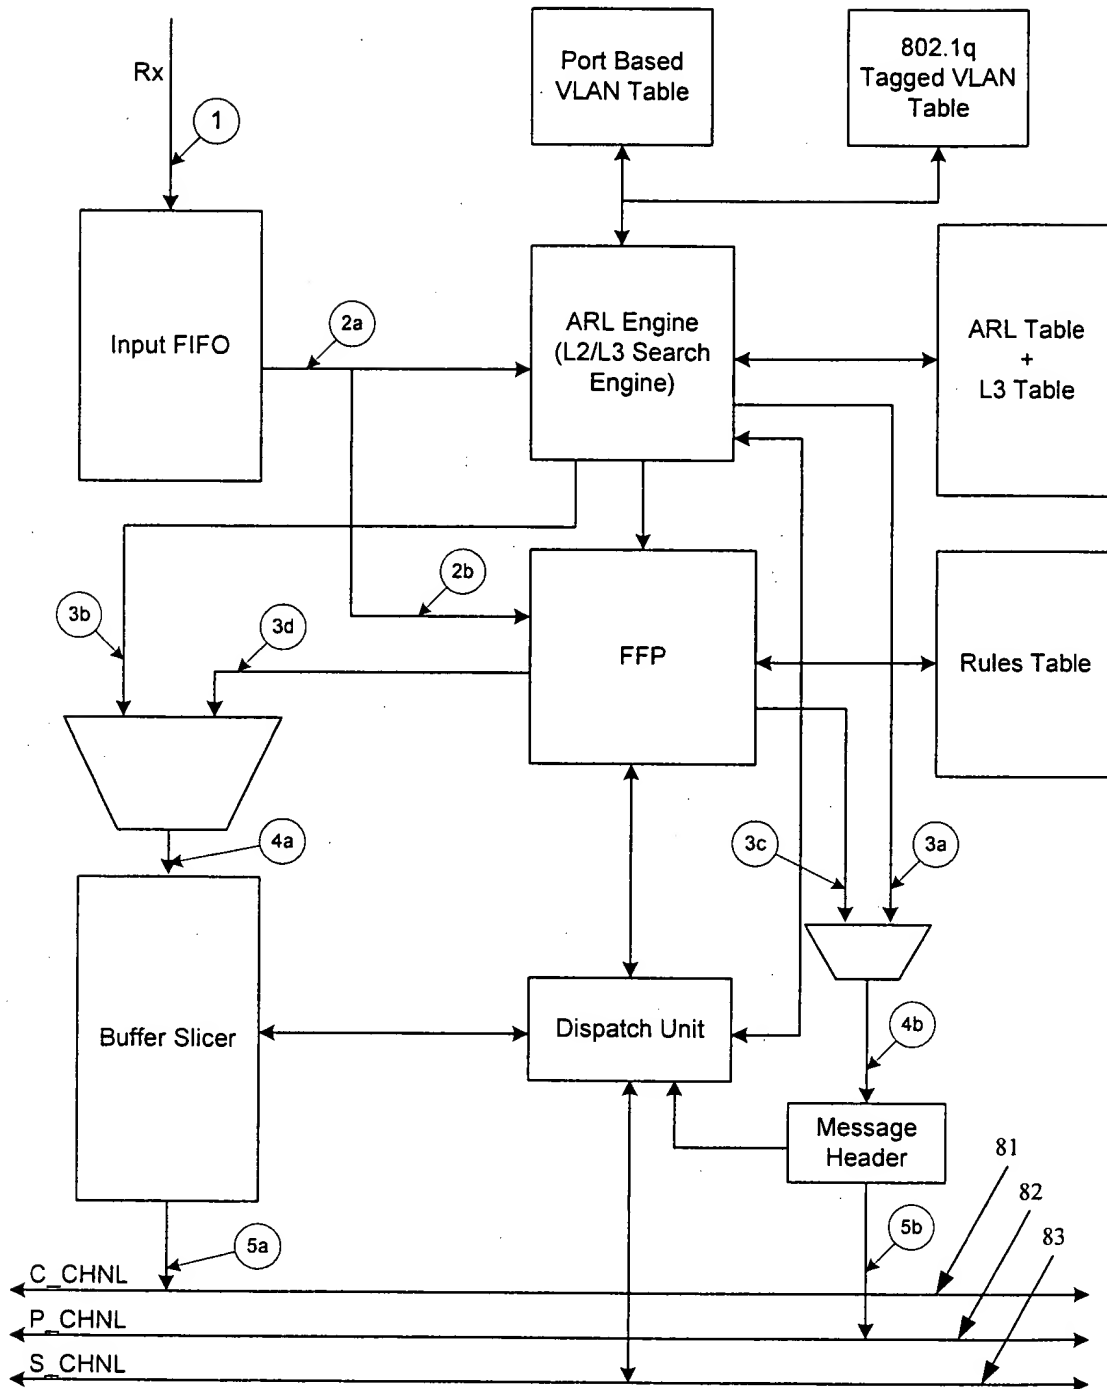 Port Based
VLAN Table
802.1q
Tagged VLAN
Table
Rx
1
Input FIFO
2a
ARL Engine
(L2/L3 Search
Engine)
ARL Table
+
L3 Table
2b
3b
3d
FFP
Rules Table
4a
3c
3a
Buffer Slicer
Dispatch Unit
4b
Message
Header
81
82
83
5a
5b
C_CHNL
P_CHNL
S_CHNL